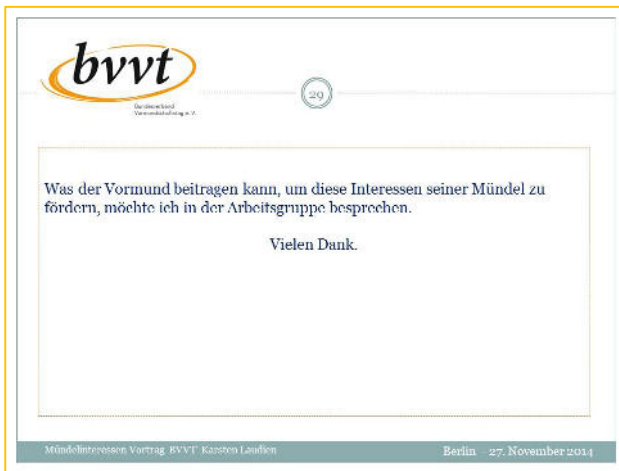 bvvt
Bundesverband
Vormundschaftstag e. V.
29
Was der Vormund beitragen kann, um diese Interessen seiner Mündel zu
fördern, möchte ich in der Arbeitsgruppe besprechen.
Vielen Dank.
Mündelinteressen Vortrag BVVT Karsten Laudien
Berlin - 27. November 2014